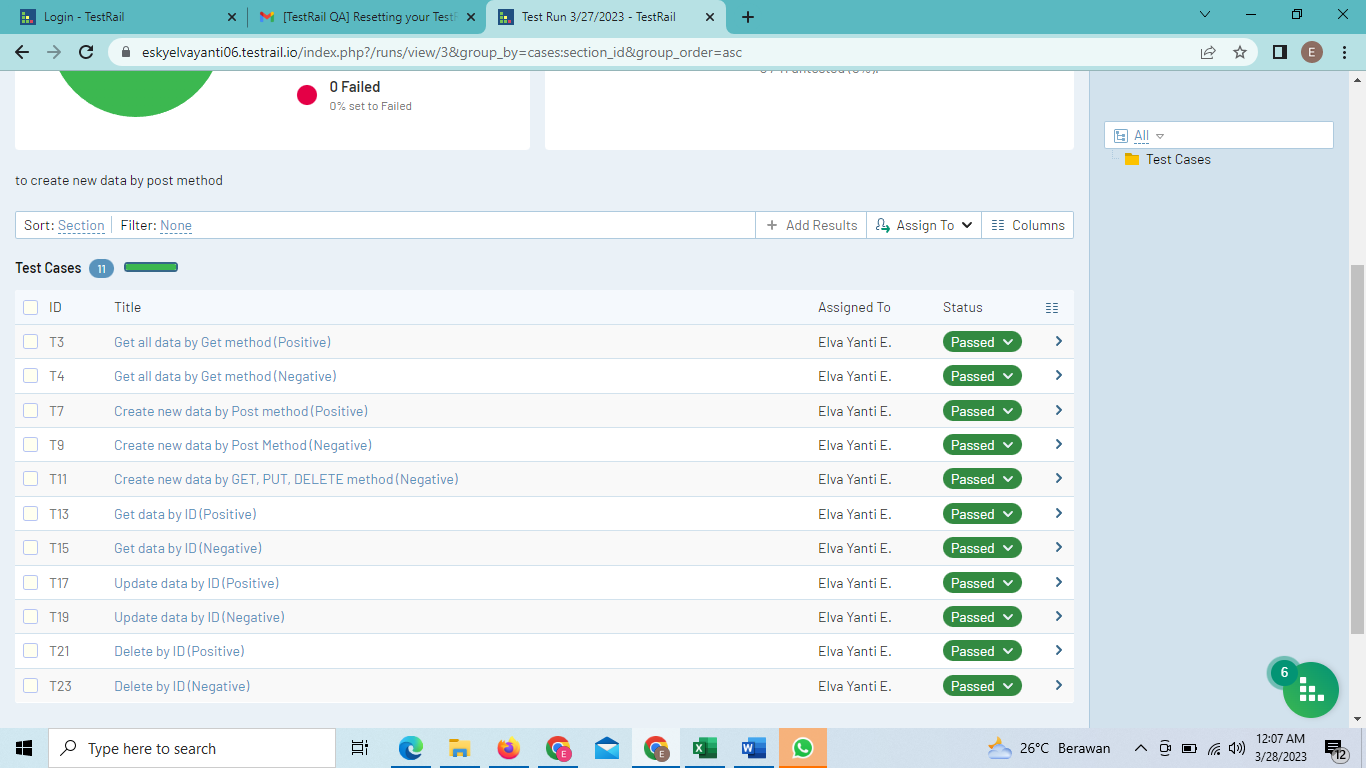 Login - TestRail
[TestRail QA] Resetting your TestR
Test Run 3/27/2023 - TestRail
eskyelvayanti06.testrail.io/index.php?/runs/view/3&group_by=cases:section_id&group_order=asc
E
0 Failed
0% set to Failed
All
Test Cases
to create new data by post method
Sort: Section Filter: None
+ Add Results
Assign To
Columns
Test Cases 11
ID Title Assigned To Status
T3 Get all data by Get method (Positive) Elva Yanti E. Passed
T4 Get all data by Get method (Negative) Elva Yanti E. Passed
T7 Create new data by Post method (Positive) Elva Yanti E. Passed
T9 Create new data by Post Method (Negative) Elva Yanti E. Passed
T11 Create new data by GET, PUT, DELETE method (Negative) Elva Yanti E. Passed
T13 Get data by ID (Positive) Elva Yanti E. Passed
T15 Get data by ID (Negative) Elva Yanti E. Passed
T17 Update data by ID (Positive) Elva Yanti E. Passed
T19 Update data by ID (Negative) Elva Yanti E. Passed
T21 Delete by ID (Positive) Elva Yanti E. Passed
T23 Delete by ID (Negative) Elva Yanti E. Passed
6
Type here to search
E
E
26°C Berawan
12:07 AM
3/28/2023
12